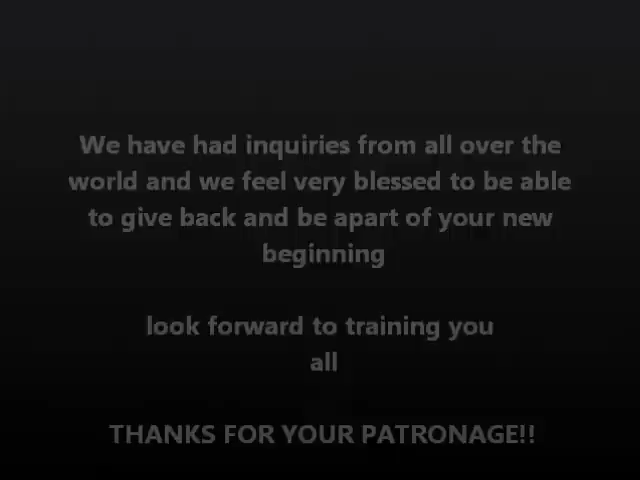 We have had inquiries from all over the
world and we feel very blessed to be able
to give back and be apart of your new
beginning
look forward to training you
all
THANKS FOR YOUR PATRONAGE!!